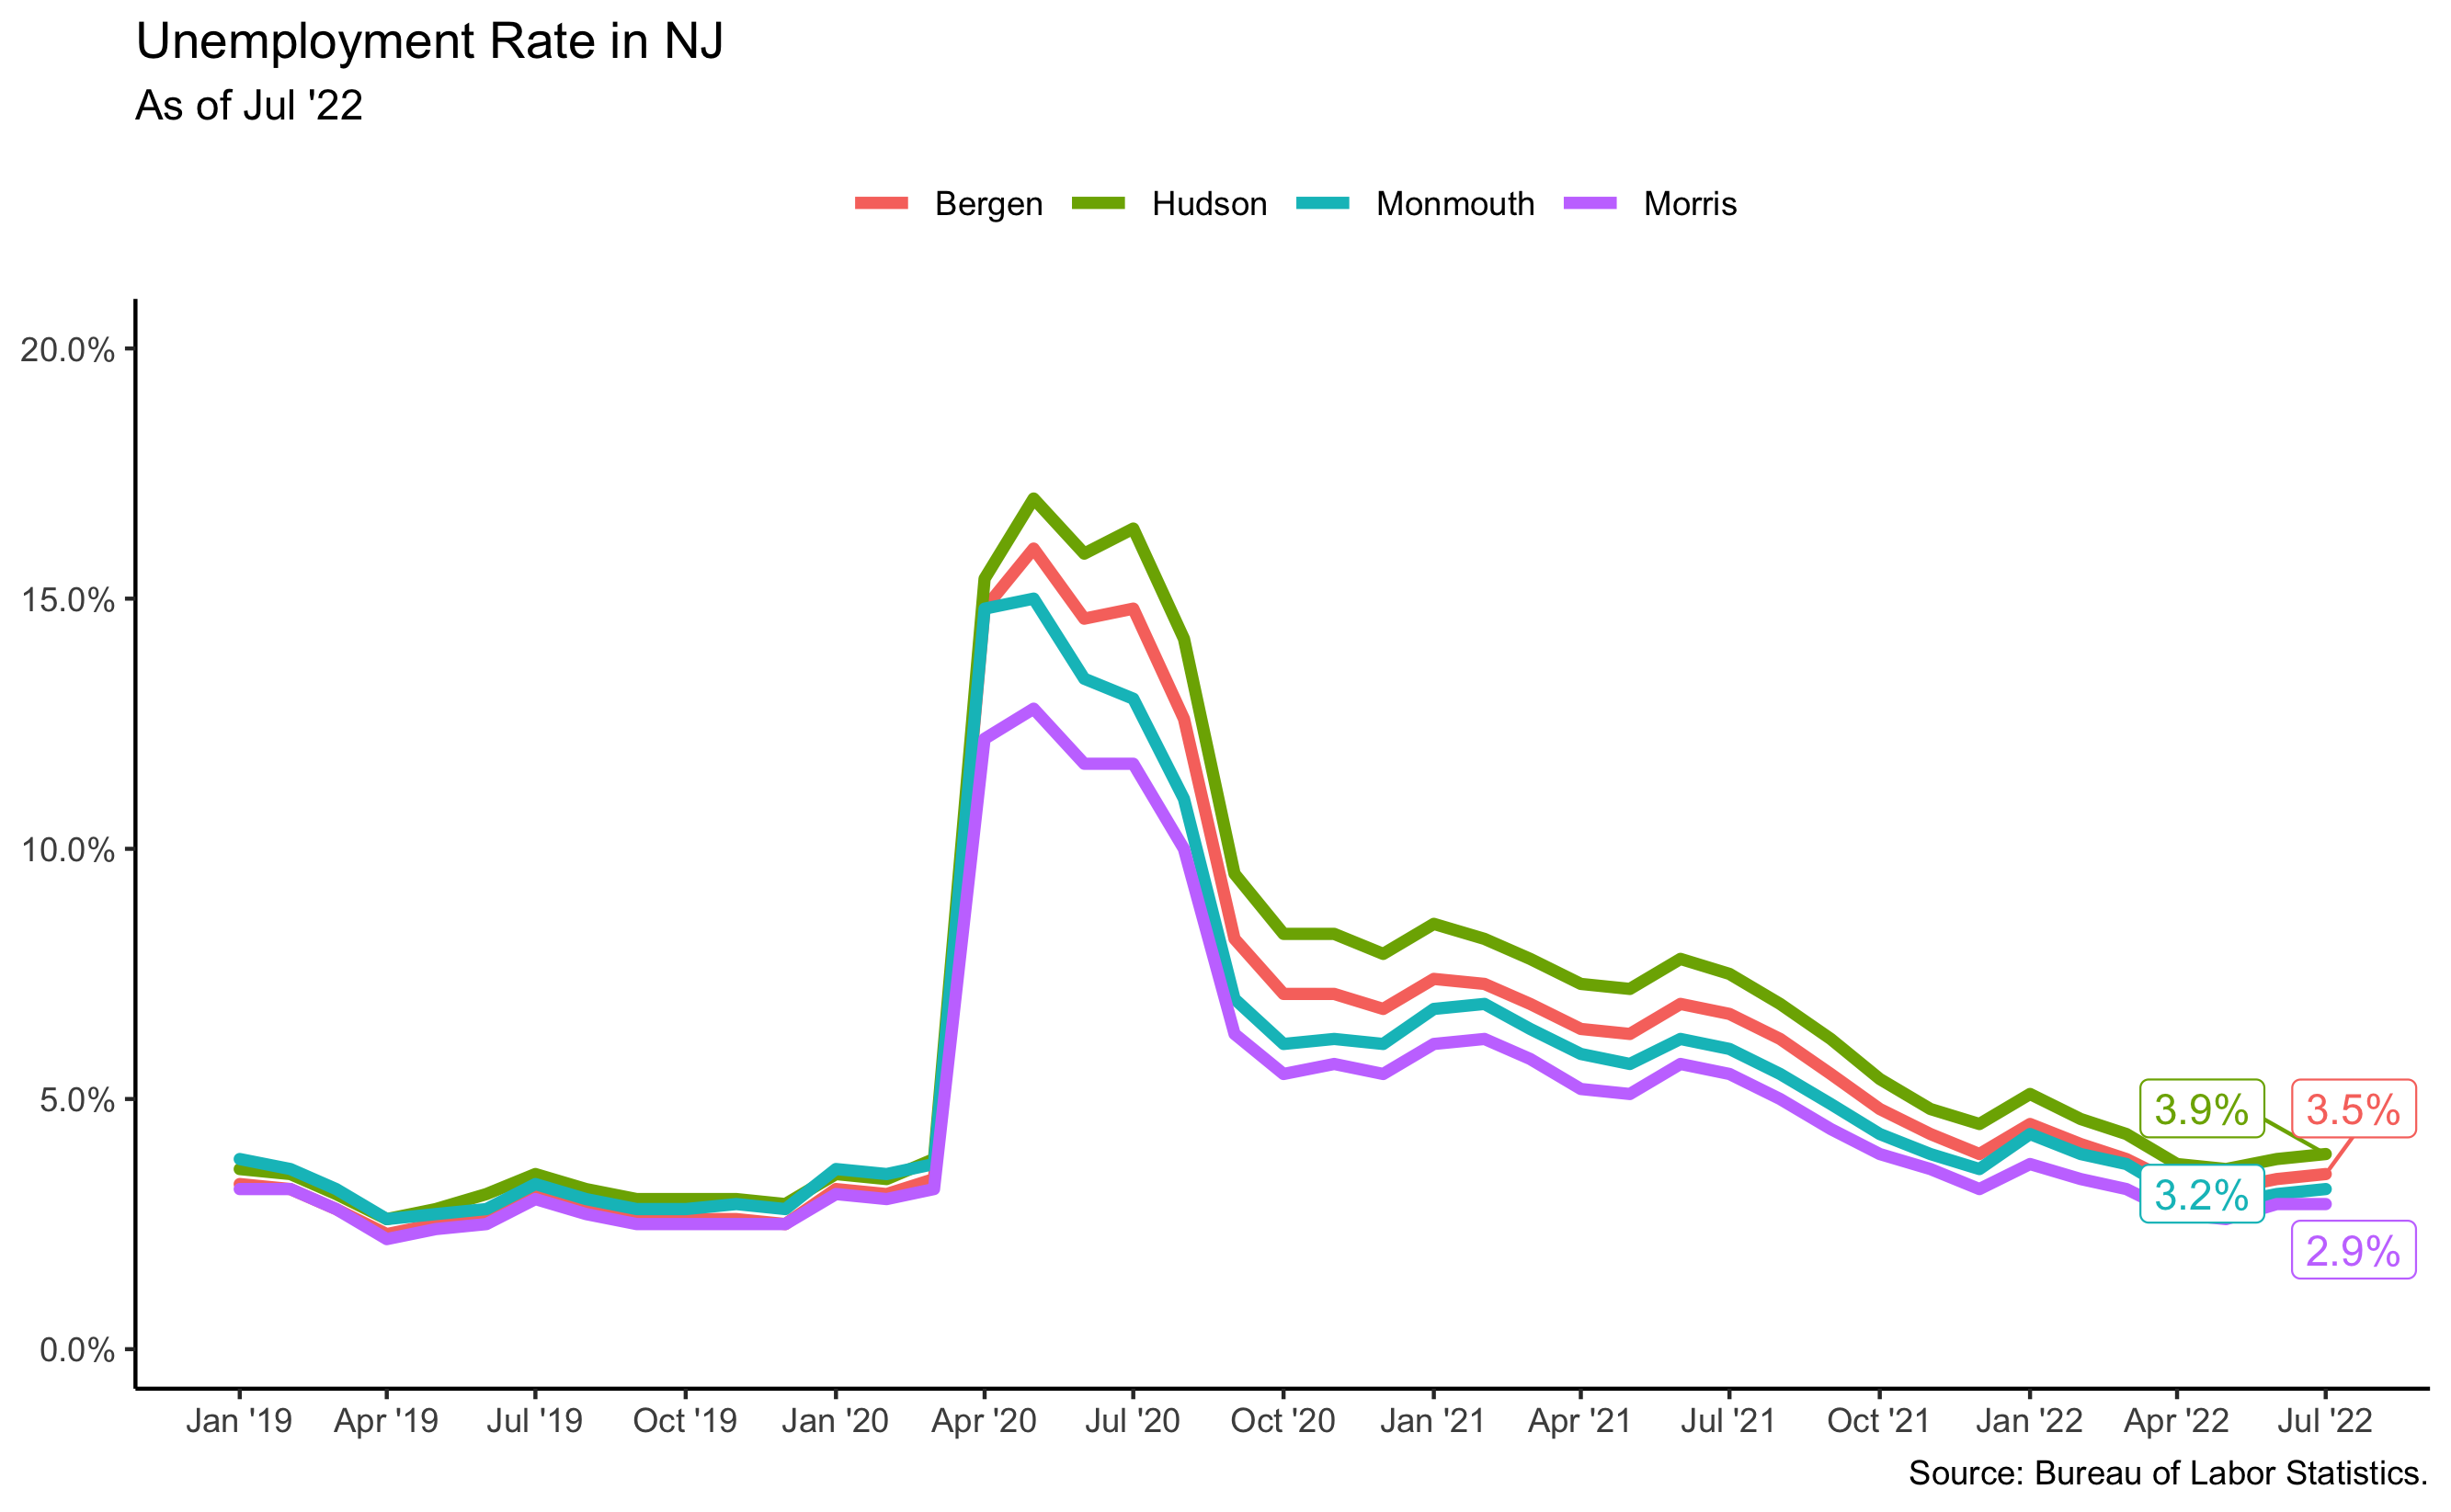 Unemployment Rate in NJ
As of Jul '22
Bergen Hudson Monmouth Morris
20.0%
15.0%
10.0%
5.0%
0.0%
3.9% 3.5%
3.2%
2.9%
Jan '19 Apr '19 Jul '19 Oct '19 Jan '20 Apr '20 Jul '20 Oct '20 Jan '21 Apr '21 Jul '21 Oct '21 Jan '22 Apr '22 Jul '22
Source: Bureau of Labor Statistics.